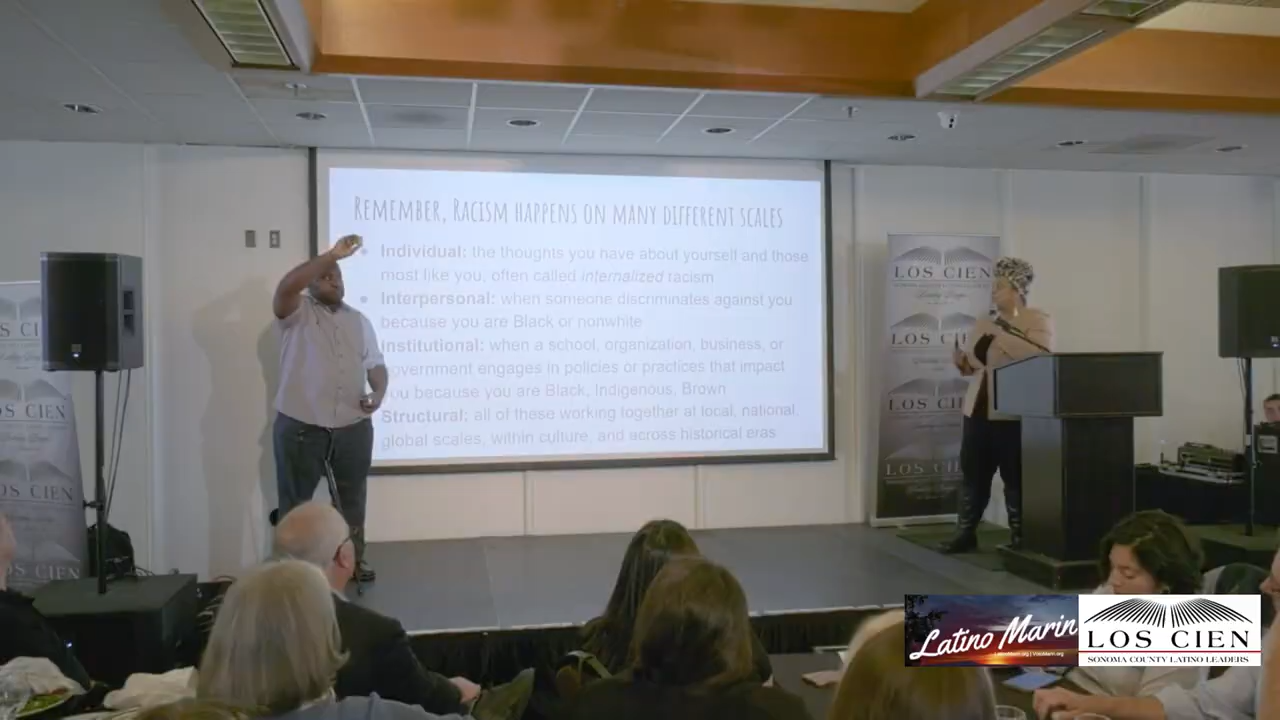 REMEMBER, RACISM HAPPENS ON MANY DIFFERENT SCALES
Individual: the thoughts you have about yourself and those
most like you, often called internalized racism
Interpersonal: when someone discriminates against you
because you are Black or nonwhite
Institutional: when a school, organization, business, or
government engages in policies or practices that impact
you because you are Black, Indigenous, Brown
Structural: all of these working together at local, national,
global scales, within culture, and across historical eras
LOS CIEN
LOS CIEN
LOS CIEN
LOS CIEN
S CI
S CIEN
OS CIEN
OS CIEN
Latino Marin
LOS CIEN
SONOMA COUNTY LATINO LEADERS